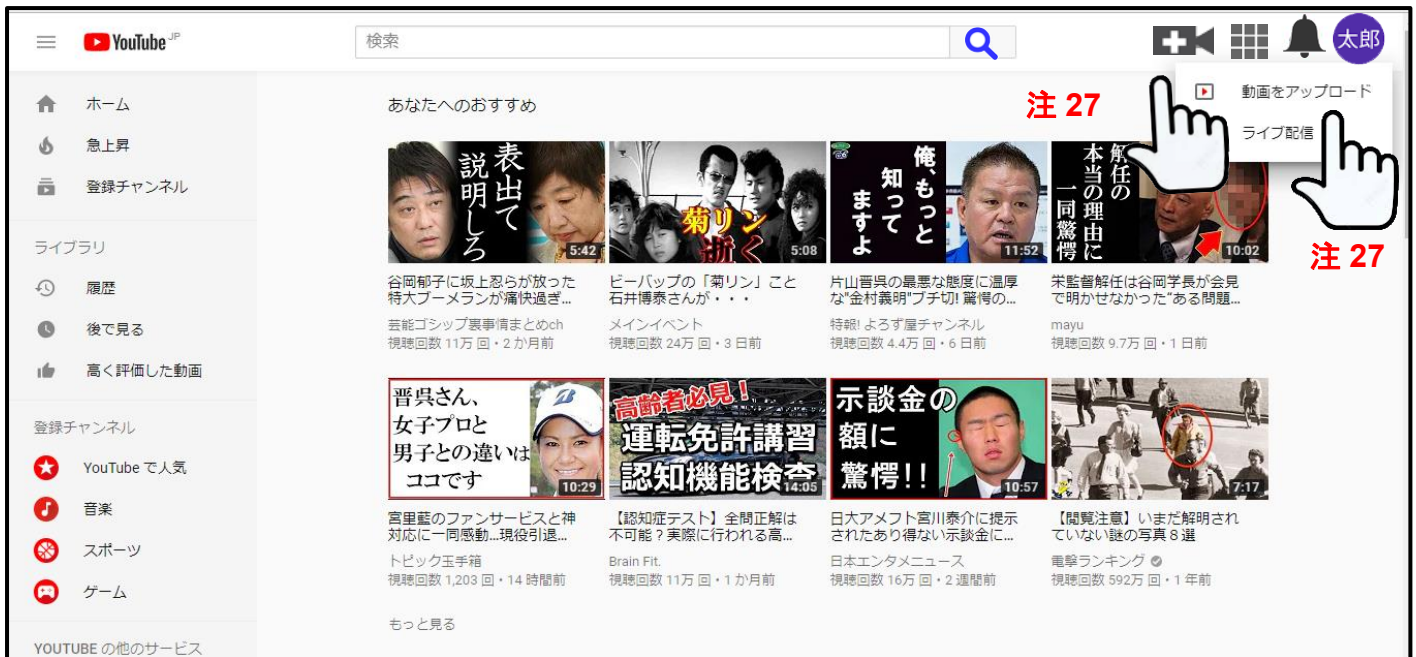 YouTube JP
検索
太郎
動画をアップロード
ライブ配信
注 27
注 27
ホーム
急上昇
登録チャンネル
ライブラリ
履歴
後で見る
高く評価した動画
登録チャンネル
YouTube で人気
音楽
スポーツ
ゲーム
YOUTUBE の他のサービス
あなたへのおすすめ
表出て
説明しろ
5:42
谷岡郁子に坂上忍らが放った
特大ブーメランが痛快過ぎ...
芸能ゴシップ裏事情まとめch
視聴回数 11万 回・2 か月前
菊リン
逝く
5:08
ビーバップの「菊リン」こと
石井博泰さんが・・・
メインイベント
視聴回数 24万 回・3 日前
俺、もっと
知って
ますよ
11:52
片山晋呉の最悪な態度に温厚
な"金村義明"ブチ切! 驚愕の...
特報! よろず屋チャンネル
視聴回数 4.4万 回・6 日前
解任の
本当の理由に
一同驚愕
10:02
栄監督解任は谷岡学長が会見
で明かせなかった"ある問題...
mayu
視聴回数 9.7万 回・1 日前
晋呉さん、
女子プロと
男子との違いは
ココです
10:29
宮里藍のファンサービスと神
対応に一同感動...現役引退...
トピック玉手箱
視聴回数 1,203 回・14 時間前
高齢者必見!
運転免許講習
認知機能検査
14:05
【認知症テスト】全問正解は
不可能？実際に行われる高...
Brain Fit.
視聴回数 11万 回・1 か月前
示談金の
額に
驚愕!!
10:57
日大アメフト宮川泰介に提示
されたあり得ない示談金に...
日本エンタメニュース
視聴回数 16万 回・2 週間前
7:17
【閲覧注意】いまだ解明され
ていない謎の写真８選
電撃ランキング
視聴回数 592万 回・1 年前
もっと見る